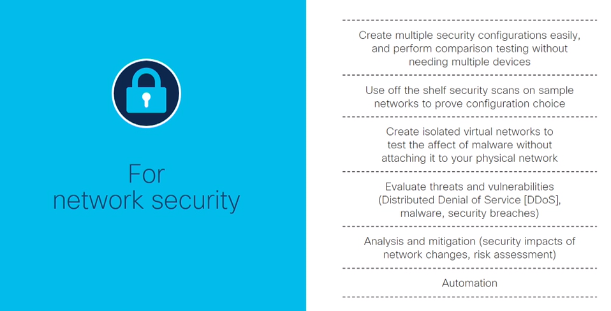 For
network security
Create multiple security configurations easily,
and perform comparison testing without
needing multiple devices
Use off the shelf security scans on sample
networks to prove configuration choice
Create isolated virtual networks to
test the affect of malware without
attaching it to your physical network
Evaluate threats and vulnerabilities
(Distributed Denial of Service [DDoS],
malware, security breaches)
Analysis and mitigation (security impacts of
network changes, risk assessment)
Automation